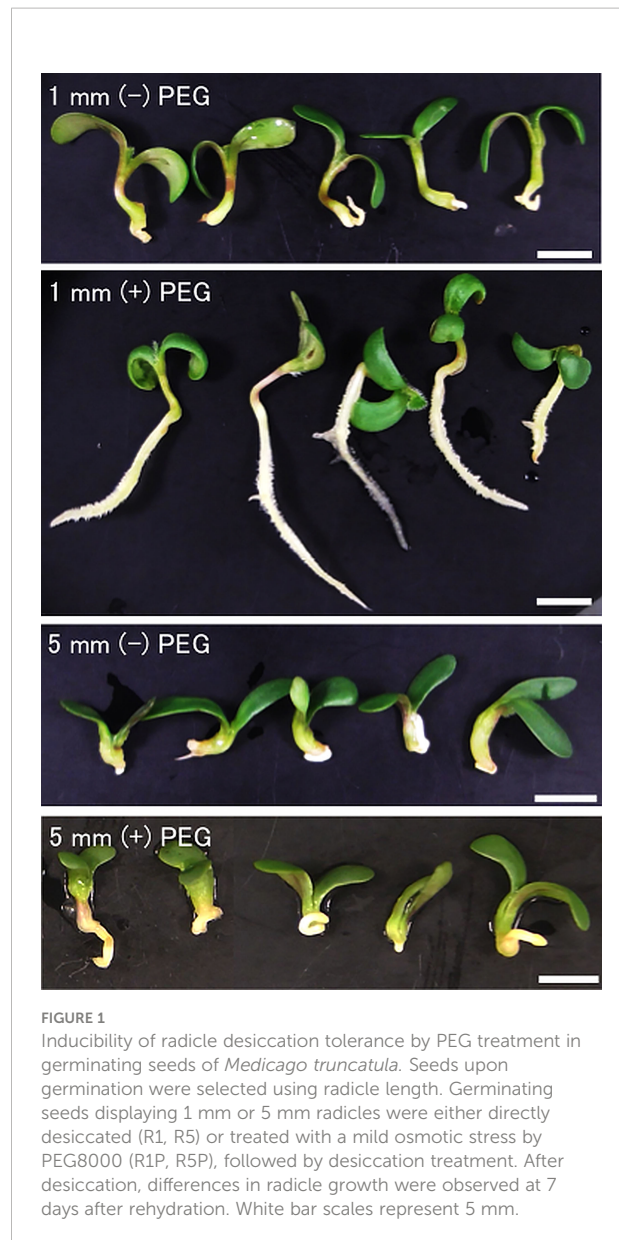 1 mm (−) PEG
1 mm (+) PEG
5 mm (−) PEG
5 mm (+) PEG
FIGURE 1
Inducibility of radicle desiccation tolerance by PEG treatment in
germinating seeds of Medicago truncatula. Seeds upon
germination were selected using radicle length. Germinating
seeds displaying 1 mm or 5 mm radicles were either directly
desiccated (R1, R5) or treated with a mild osmotic stress by
PEG8000 (R1P, R5P), followed by desiccation treatment. After
desiccation, differences in radicle growth were observed at 7
days after rehydration. White bar scales represent 5 mm.